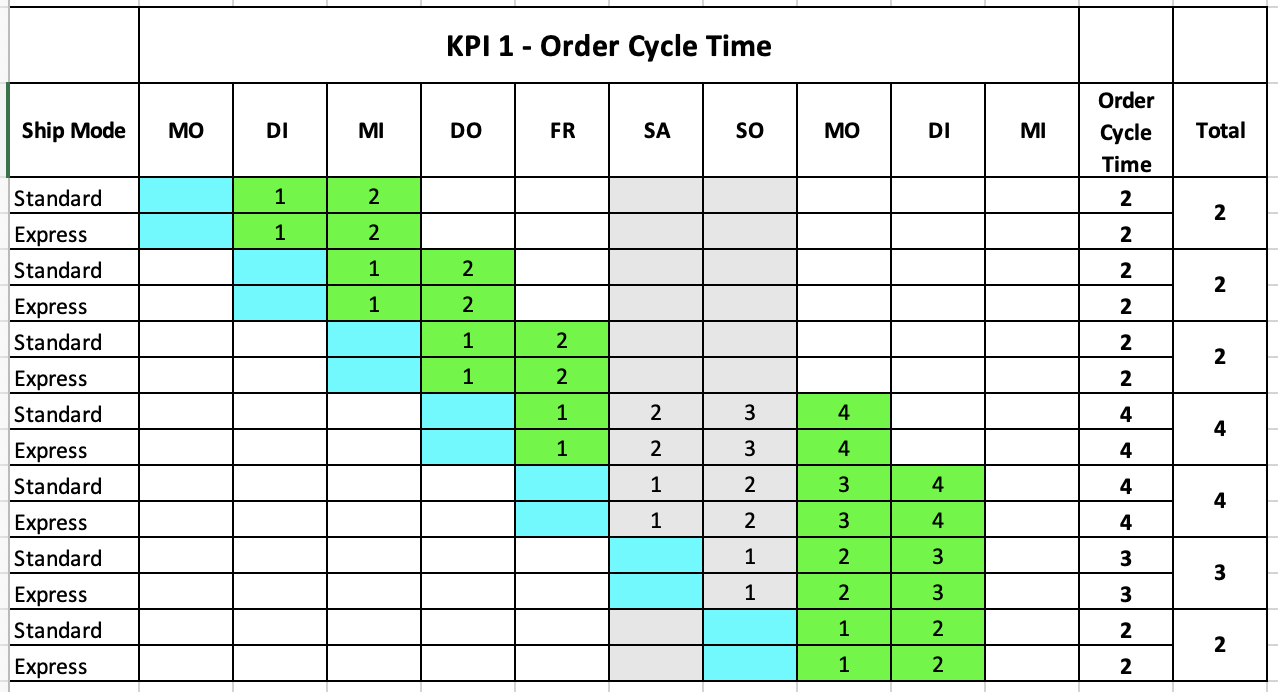 KPI 1 - Order Cycle Time
Ship Mode MO DI MI DO FR SA SO MO DI MI Order Cycle Time Total
Standard 1 2 2 2
Express 1 2 2
Standard 1 2 2 2
Express 1 2 2
Standard 1 2 2 2
Express 1 2 2
Standard 1 2 3 4 4 4
Express 1 2 3 4 4
Standard 1 2 3 4 4 4
Express 1 2 3 4 4
Standard 1 2 3 3 3
Express 1 2 3 3
Standard 1 2 2 2
Express 1 2 2